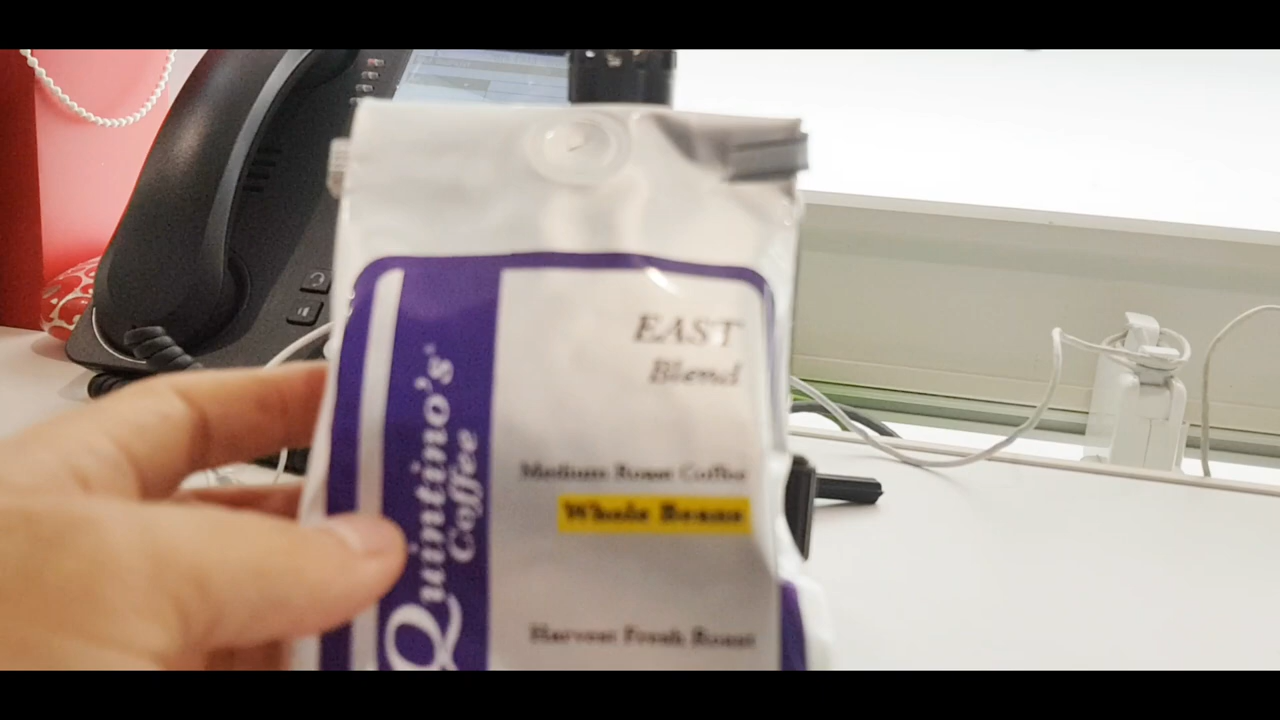 Quintino's
Coffee
EAST
Blend
Medium Roast Coffee
Whole Beans
Harvest Fresh Roast